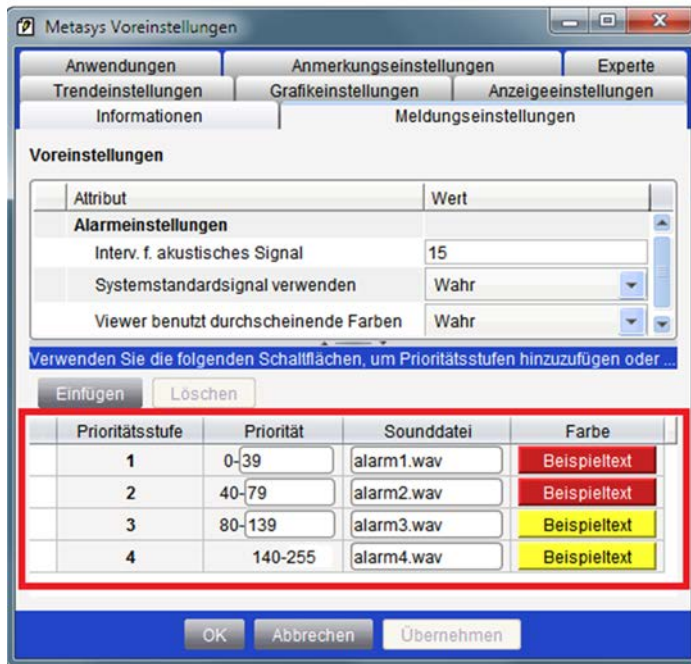 Metasys Voreinstellungen
Anwendungen Anmerkungseinstellungen Experte
Trendeinstellungen Grafikeinstellungen Anzeigeeinstellungen
Informationen Meldungseinstellungen
Voreinstellungen
Attribut Wert
Alarmeinstellungen
Interv. f. akustisches Signal 15
Systemstandardsignal verwenden Wahr
Viewer benutzt durchscheinende Farben Wahr
Verwenden Sie die folgenden Schaltflächen, um Prioritätsstufen hinzuzufügen oder ...
Einfügen Löschen
Prioritätsstufe Priorität Sounddatei Farbe
1 0-39 alarm1.wav Beispieltext
2 40-79 alarm2.wav Beispieltext
3 80-139 alarm3.wav Beispieltext
4 140-255 alarm4.wav Beispieltext
OK Abbrechen Übernehmen